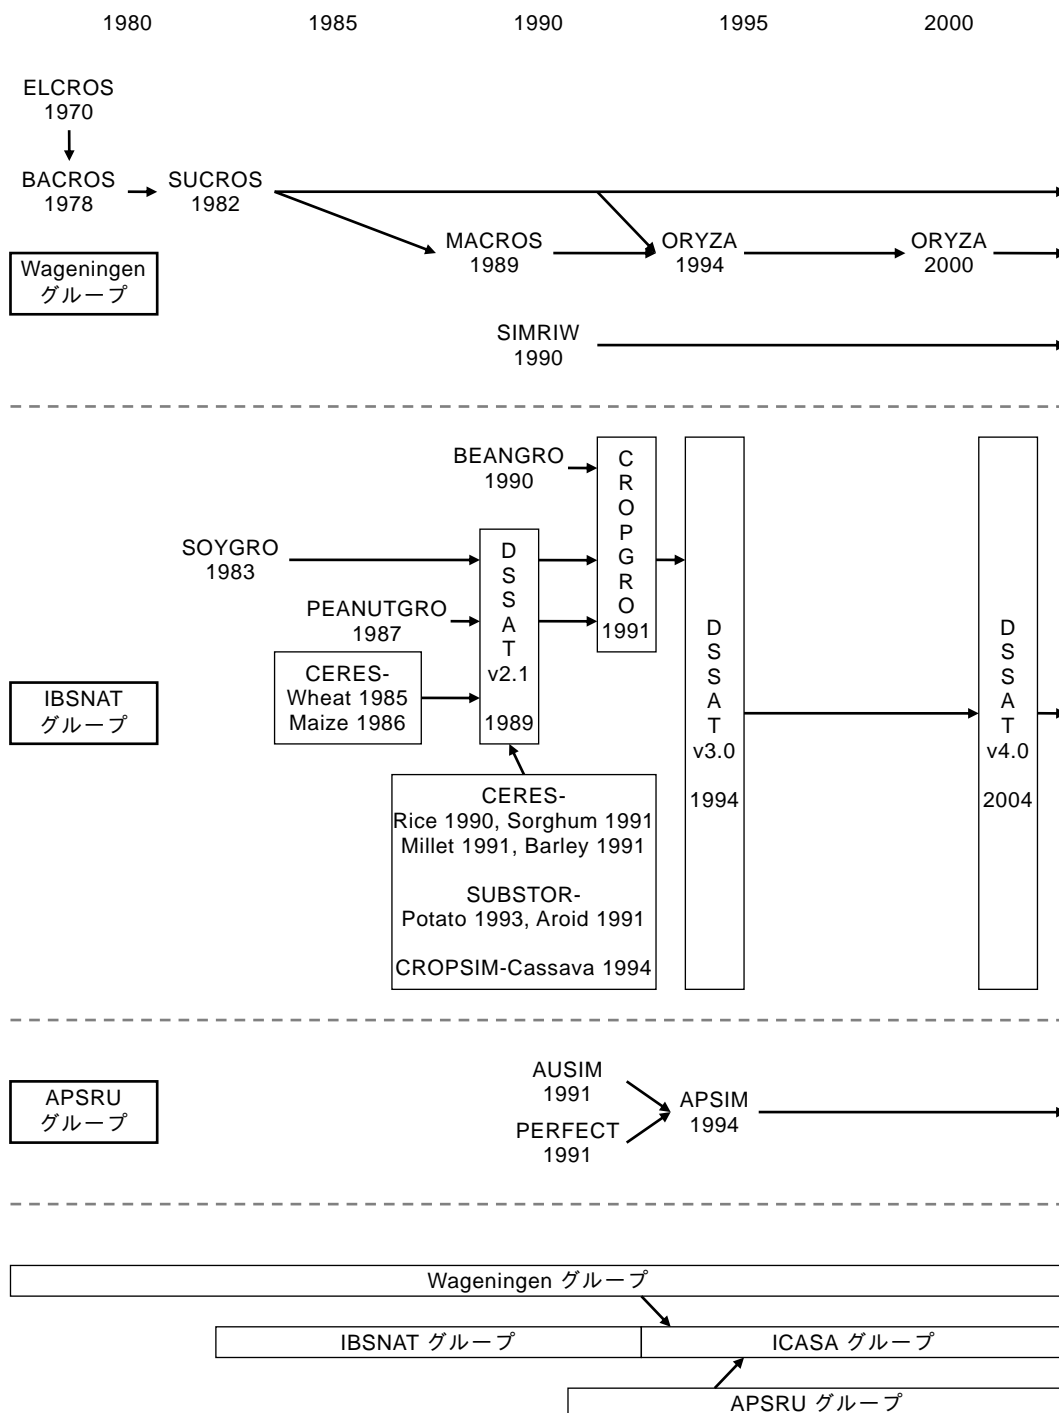 1980 1985 1990 1995 2000
ELCROS
1970
BACROS
1978
SUCROS
1982
MACROS
1989
ORYZA
1994
ORYZA
2000
Wageningen
グループ
SIMRIW
1990
BEANGRO
1990
CROPGRO
1991
SOYGRO
1983
PEANUTGRO
1987
DSSAT
v2.1
1989
CERES-
Wheat 1985
Maize 1986
IBSNAT
グループ
DSSAT
v3.0
1994
DSSAT
v4.0
2004
CERES-
Rice 1990, Sorghum 1991
Millet 1991, Barley 1991
SUBSTOR-
Potato 1993, Aroid 1991
CROPSIM-Cassava 1994
APSRU
グループ
AUSIM
1991
PERFECT
1991
APSIM
1994
Wageningen グループ
IBSNAT グループ
ICASA グループ
APSRU グループ